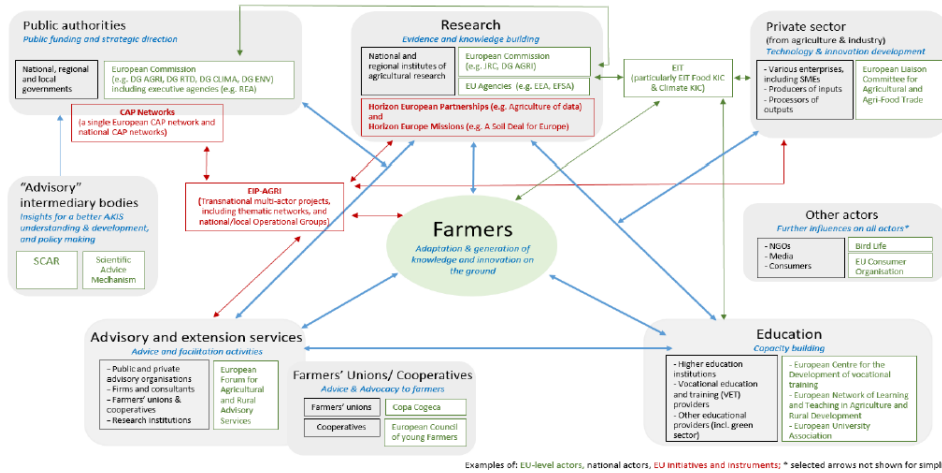 Public authorities
Public funding and strategic direction
National, regional
and local
governments
European Commission
(e.g. DG AGRI, DG RTD, DG CLIMA, DG ENV)
including executive agencies (e.g. REA)
CAP Networks
(a single European CAP network and
national CAP networks)
Research
Evidence and knowledge building
National and
regional institutes of
agricultural research
European Commission
(e.g. JRC, DG AGRI)
EU Agencies (e.g. EEA, EFSA)
Horizon European Partnerships (e.g. Agriculture of data)
and
Horizon Europe Missions (e.g. A Soil Deal for Europe)
EIT
(particularly EIT Food KIC
& Climate KIC)
Private sector
(from agriculture & Industry)
Technology & innovation development
- Various enterprises,
including SMEs
- Producers of inputs
- Processors of
outputs
European Liaison
Committee for
Agricultural and
Agri-Food Trade
"Advisory"
intermediary bodies
Insights for a better AKIS
understanding & development,
and policy making
SCAR
Scientific
Advice
Mechanism
EIP-AGRI
(Transnational multi-actor projects,
including thematic networks, and
national/local Operational Groups)
Farmers
Adaptation & generation of
knowledge and innovation on
the ground
Other actors
Further influences on all actors*
- NGOs
- Media
- Consumers
Bird Life
EU Consumer
Organisation
Advisory and extension services
Advice and facilitation activities
– Public and private
advisory organisations
– Firms and consultants
– Farmers' unions &
cooperatives
– Research institutions
European
Forum for
Agricultural
and Rural
Advisory
Services
Farmers' Unions/ Cooperatives
Advice & Advocacy to farmers
Farmers' unions
Copa Cogeca
Cooperatives
European Council
of young Farmers
Education
Capacity building
- Higher education
institutions
- Vocational education
and training (VET)
providers
- Other educational
providers (incl. green
sector)
- European Centre for the
Development of vocational
training
- European Network of Learning
and Teaching in Agriculture and
Rural Development
- European University
Association
Examples of: EU-level actors, national actors, EU initiatives and instruments; * selected arrows not shown for